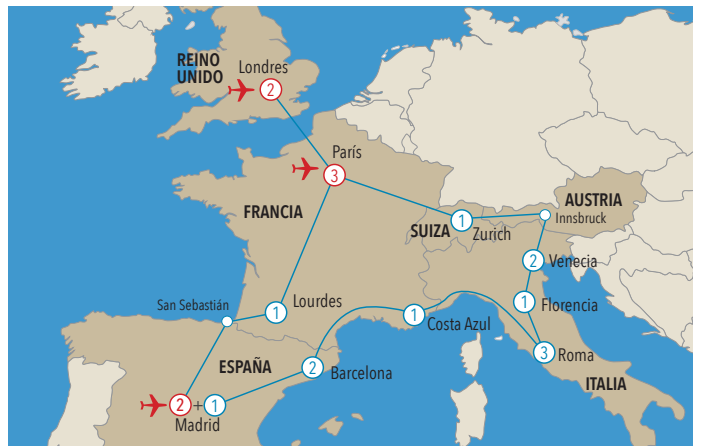 REINO
UNIDO
Londres
2
París
3
FRANCIA
AUSTRIA
Innsbruck
SUIZA
1
Zurich
2
Venecia
1
Florencia
3
Roma
ITALIA
San Sebastián
1
Lourdes
1
Costa Azul
ESPAÑA
2
Barcelona
2 + 1
Madrid